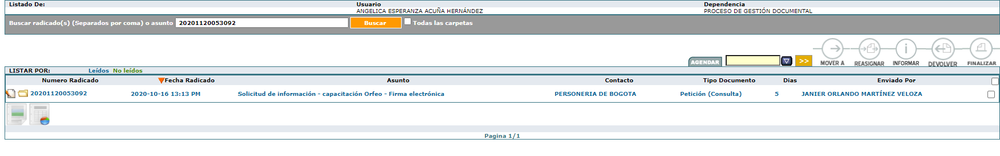 Listado De: Usuario Dependencia
ANGELICA ESPERANZA ACUÑA HERNÁNDEZ PROCESO DE GESTIÓN DOCUMENTAL
Buscar radicado(s) (Separados por coma) o asunto 20201120053092 Buscar Todas las carpetas
AGENDAR >> MOVER A REASIGNAR INFORMAR DEVOLVER FINALIZAR
LISTAR POR: Leídos No leídos
Numero Radicado Fecha Radicado Asunto Contacto Tipo Documento Dias Enviado Por
20201120053092 2020-10-16 13:13 PM Solicitud de información - capacitación Orfeo - Firma electrónica PERSONERIA DE BOGOTA Petición (Consulta) 5 JANIER ORLANDO MARTÍNEZ VELOZA
Pagina 1/1